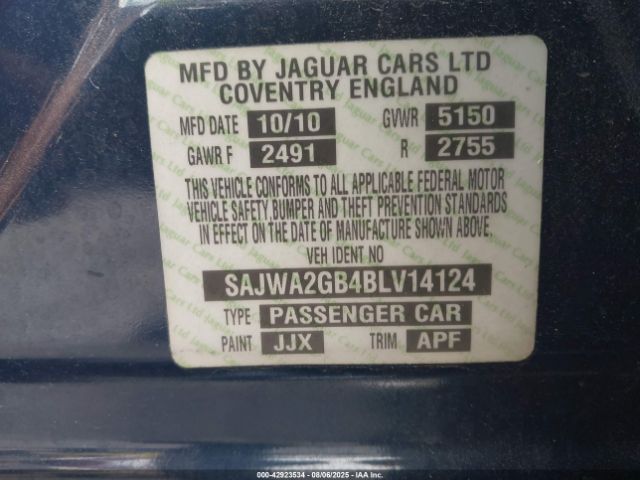 MFD BY JAGUAR CARS LTD
COVENTRY ENGLAND
MFD DATE 10/10 GVWR 5150
GAWR F 2491 R 2755
THIS VEHICLE CONFORMS TO ALL APPLICABLE FEDERAL MOTOR
VEHICLE SAFETY,BUMPER AND THEFT PREVENTION STANDARDS
IN EFFECT ON THE DATE OF MANUFACTURE SHOWN ABOVE.
VEH IDENT NO
SAJWA2GB4BLV14124
TYPE PASSENGER CAR
PAINT JJX TRIM APF
000-42923534 - 08/06/2025 - IAA Inc.